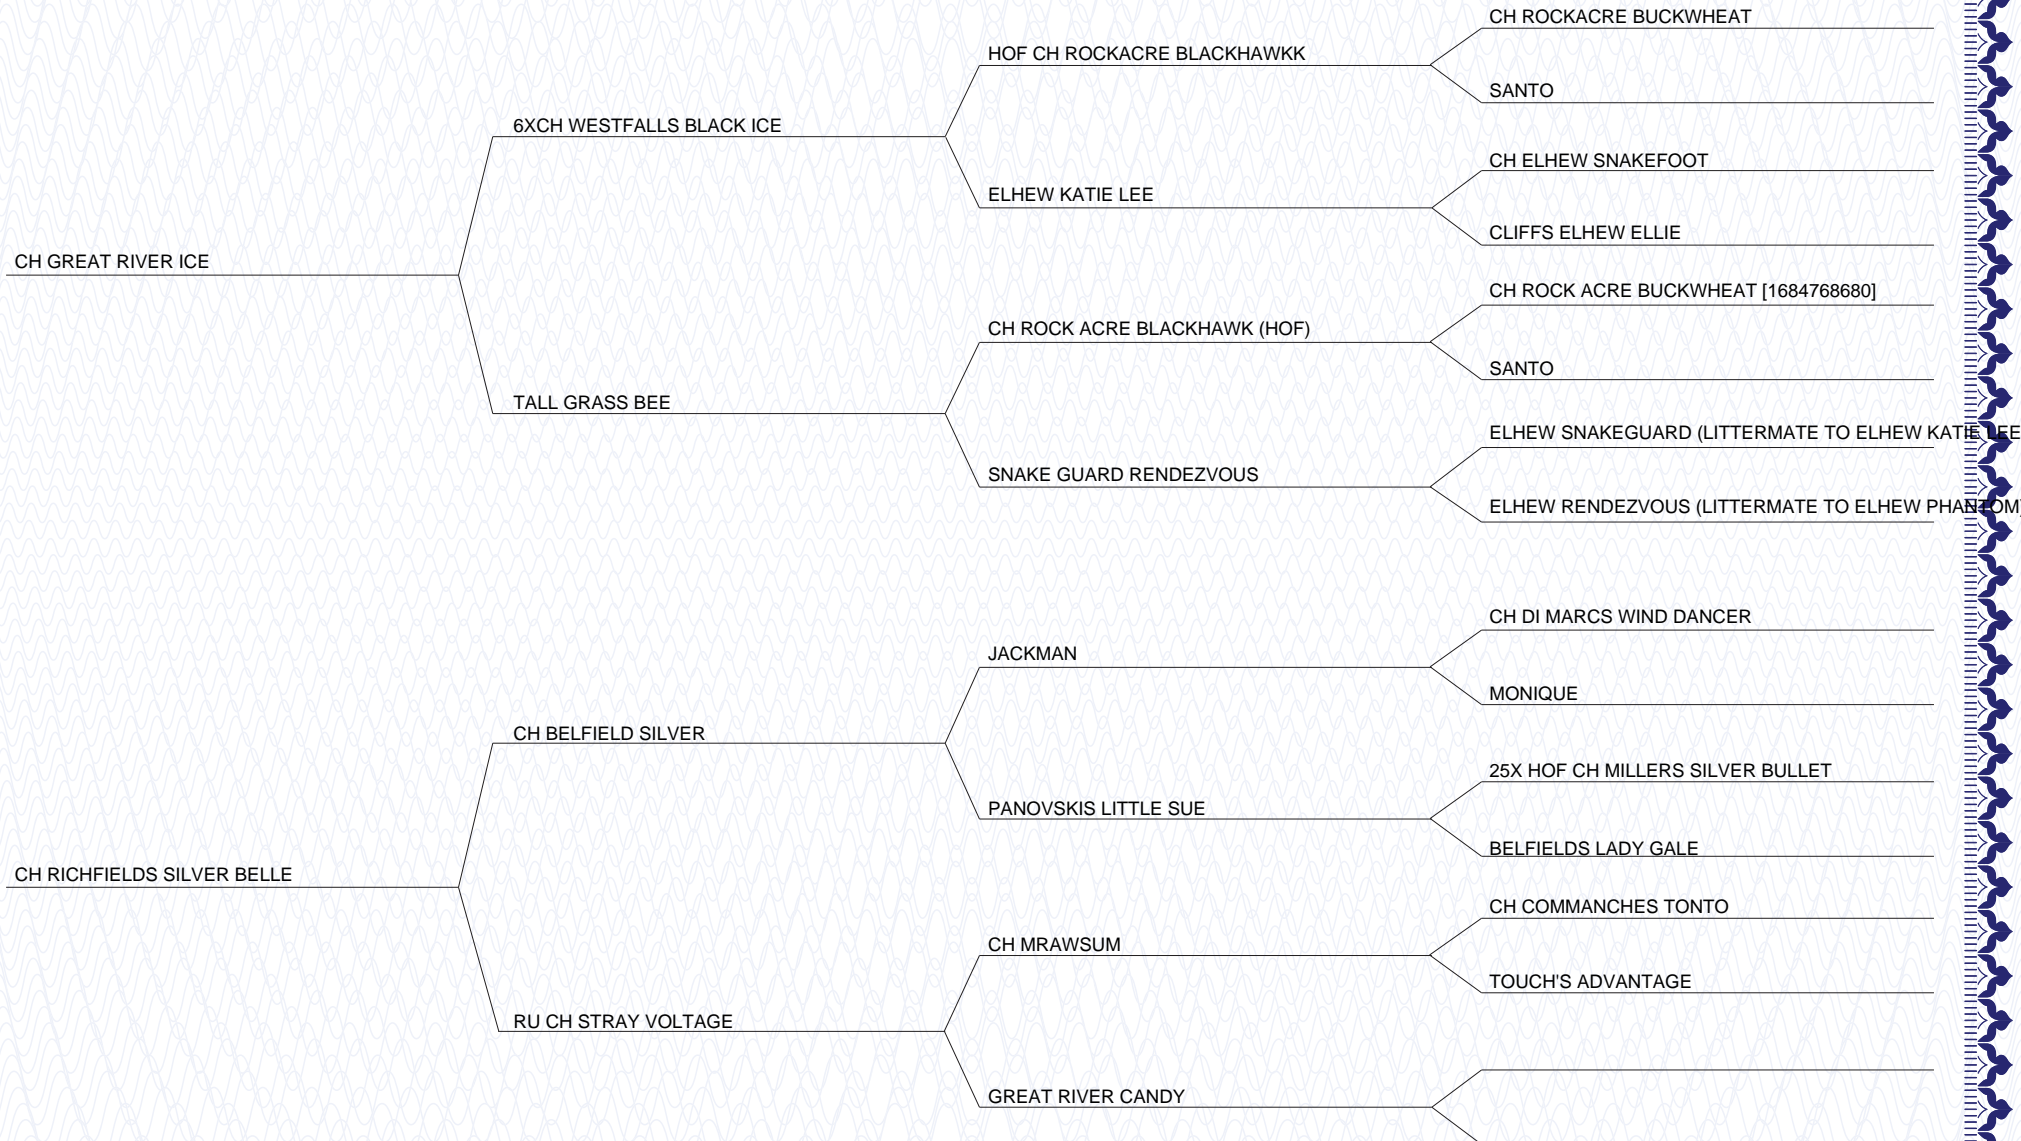 CH ROCKACRE BUCKWHEAT
HOF CH ROCKACRE BLACKHAWKK
SANTO
6XCH WESTFALLS BLACK ICE
CH ELHEW SNAKEFOOT
ELHEW KATIE LEE
CLIFFS ELHEW ELLIE
CH GREAT RIVER ICE
CH ROCK ACRE BUCKWHEAT [1684768680]
CH ROCK ACRE BLACKHAWK (HOF)
SANTO
TALL GRASS BEE
ELHEW SNAKEGUARD (LITTERMATE TO ELHEW KATIE LEE
SNAKE GUARD RENDEZVOUS
ELHEW RENDEZVOUS (LITTERMATE TO ELHEW PHANTOM)
CH DI MARCS WIND DANCER
JACKMAN
MONIQUE
CH BELFIELD SILVER
25X HOF CH MILLERS SILVER BULLET
PANOVSKIS LITTLE SUE
BELFIELDS LADY GALE
CH RICHFIELDS SILVER BELLE
CH COMMANCHES TONTO
CH MRAWSUM
TOUCH'S ADVANTAGE
RU CH STRAY VOLTAGE
GREAT RIVER CANDY